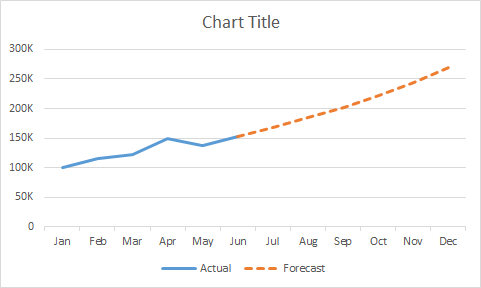 Chart Title
300K
250K
200K
150K
100K
50K
0
Jan Feb Mar Apr May Jun Jul Aug Sep Oct Nov Dec
Actual Forecast